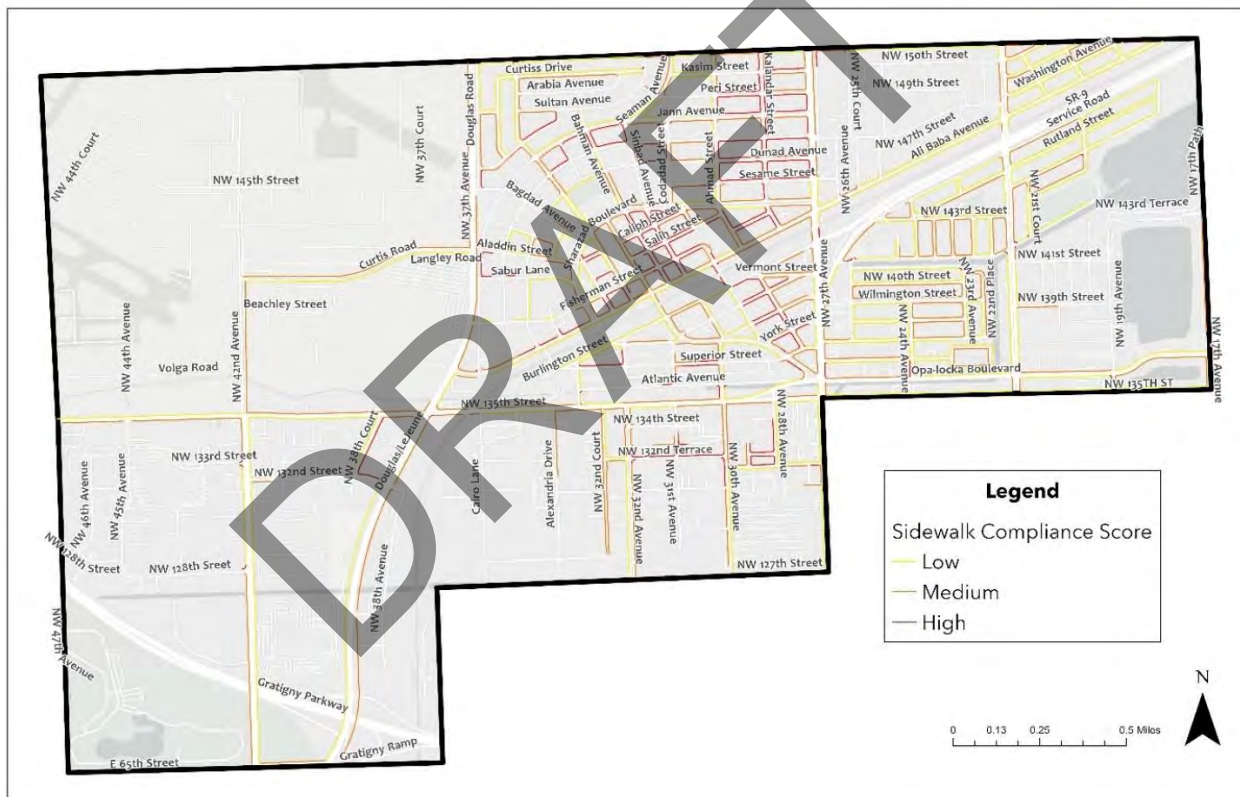 NW 150th Street
Washington Avenue
Curtiss Drive
Kasim Street
Kalandar Street
NW 25th Court
Arabia Avenue
Seaman Avenue
Peri Street
NW 149th Street
Sultan Avenue
Jann Avenue
SR-9
Service Road
Douglas Road
NW 37th Court
NW 44th Court
Bahman Avenue
Sinbad Avenue
Ahmad Street
Dunad Avenue
NW 147th Street
Ali Baba Avenue
Rutland Street
NW 17th Path
NW 145th Street
Sesame Street
NW 26th Avenue
NW 37th Avenue
Bagdad Avenue
Sharazad Boulevard
Caliph Street
Salih Street
NW 143rd Street
NW 21st Court
NW 143rd Terrace
Curtis Road
Langley Road
Aladdin Street
Sabur Lane
Fisherman Street
Vermont Street
NW 27th Avenue
NW 140th Street
NW 23rd Avenue
NW 22nd Place
NW 141st Street
Beachley Street
Wilmington Street
NW 139th Street
NW 19th Avenue
NW 44th Avenue
NW 42nd Avenue
Volga Road
Burlington Street
York Street
Superior Street
NW 24th Avenue
Opa-locka Boulevard
NW 17th Avenue
Atlantic Avenue
NW 135TH ST
NW 135th Street
NW 134th Street
NW 28th Avenue
NW 133rd Street
NW 132nd Street
NW 38th Court
Douglas/LeJeune
NW 132nd Terrace
NW 46th Avenue
NW 45th Avenue
Cairo Lane
Alexandria Drive
NW 32nd Court
NW 32nd Avenue
NW 31st Avenue
NW 30th Avenue
NW 128th Street
NW 128th Sreet
NW 127th Street
NW 38th Avenue
NW 47th Avenue
Gratigny Parkway
Gratigny Ramp
E 65th Street
DRAFT
Legend
Sidewalk Compliance Score
Low
Medium
High
N
0 0.13 0.25 0.5 Miles